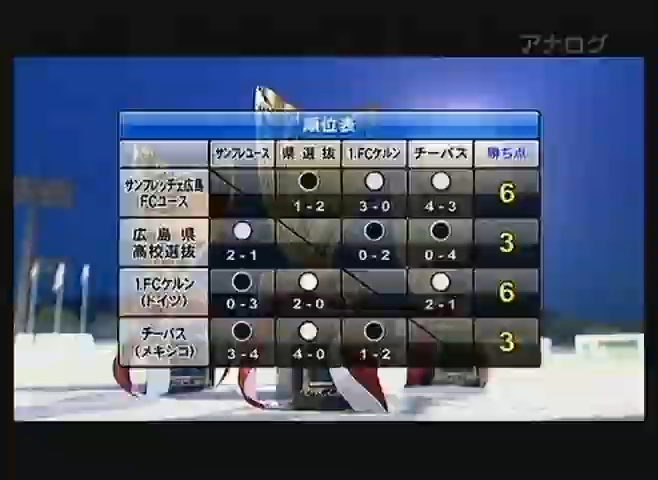 アナログ
順位表
サンフレユース 県選抜 1.FCケルン チーバス 勝ち点
サンフレッチェ広島
F.Cユース
● ○ ○
1-2 3-0 4-3
6
広島県
高校選抜
○ ● ●
2-1 0-2 0-4
3
1.FCケルン
(ドイツ)
● ○ ○
0-3 2-0 2-1
6
チーバス
(メキシコ)
● ○ ●
3-4 4-0 1-2
3